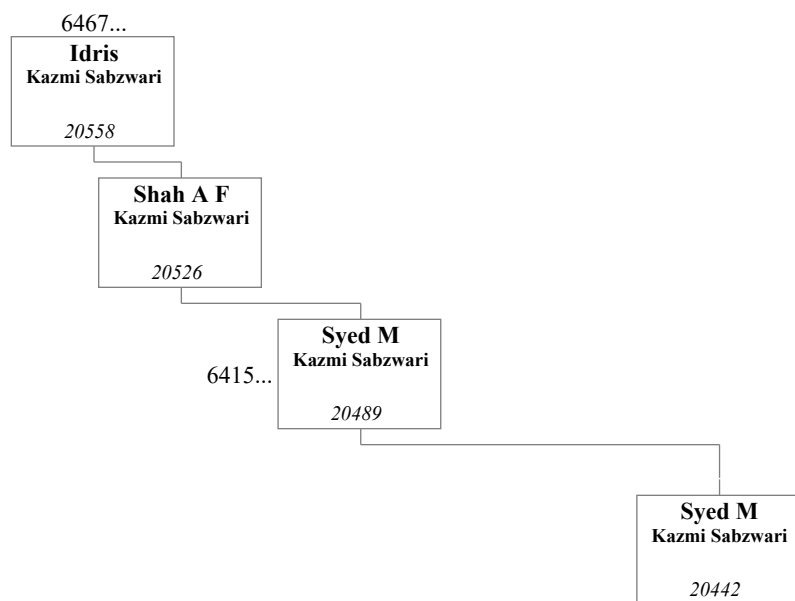 6467...
Idris
Kazmi Sabzwari
20558
Shah A F
Kazmi Sabzwari
20526
Syed M
Kazmi Sabzwari
6415...
20489
Syed M
Kazmi Sabzwari
20442